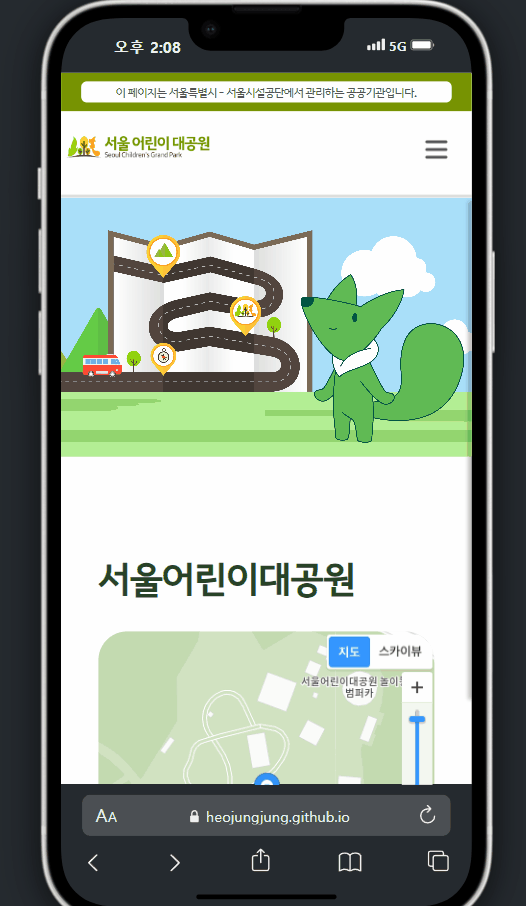 오후 2:08
5G
이 페이지는 서울특별시 - 서울시설공단에서 관리하는 공공기관입니다.
서울 어린이 대공원
Seoul Children's Grand Park
서울어린이대공원
지도 스카이뷰
서울어린이대공원
범퍼카
+
AA heojungjung.github.io